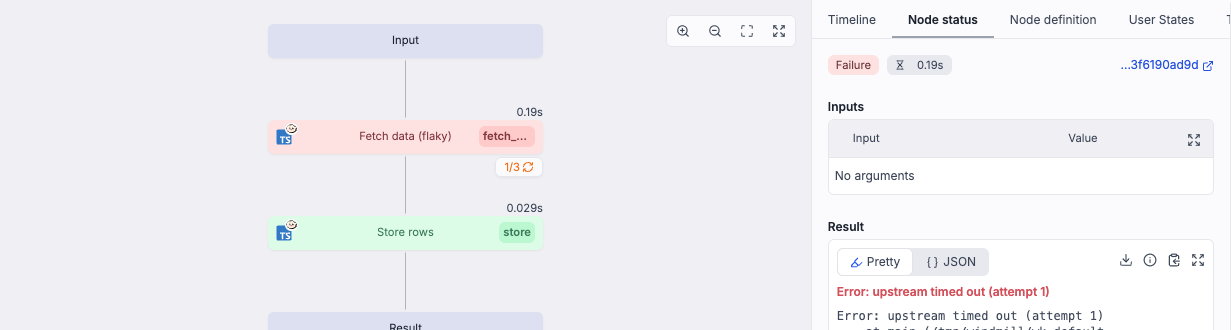 Timeline
Node status
Node definition
User States
Input
Failure
0.19s
...3f6190ad9d
Inputs
0.19s
TS
Fetch data (flaky)
fetch_...
Input
Value
1/3
No arguments
0.029s
TS
Store rows
store
Result
Pretty
{ } JSON
Error: upstream timed out (attempt 1)
Error: upstream timed out (attempt 1)
Result